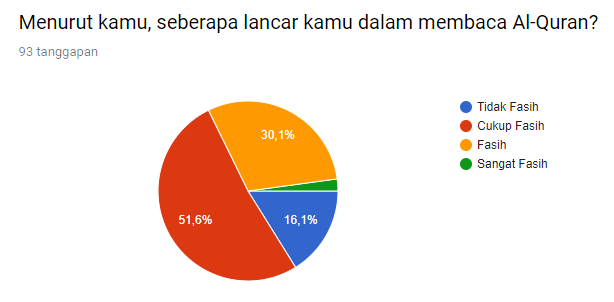 Menurut kamu, seberapa lancar kamu dalam membaca Al-Quran?
93 tanggapan
Tidak Fasih
Cukup Fasih
Fasih
Sangat Fasih
30,1%
51,6%
16,1%